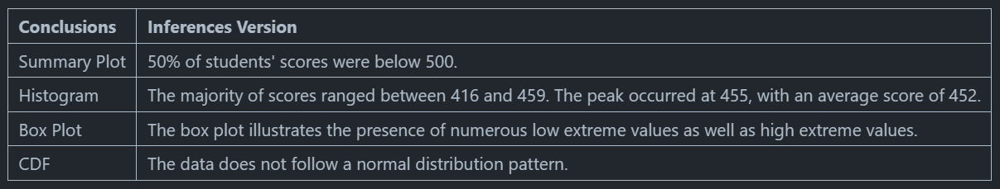 Conclusions Inferences Version
Summary Plot 50% of students' scores were below 500.
Histogram The majority of scores ranged between 416 and 459. The peak occurred at 455, with an average score of 452.
Box Plot The box plot illustrates the presence of numerous low extreme values as well as high extreme values.
CDF The data does not follow a normal distribution pattern.